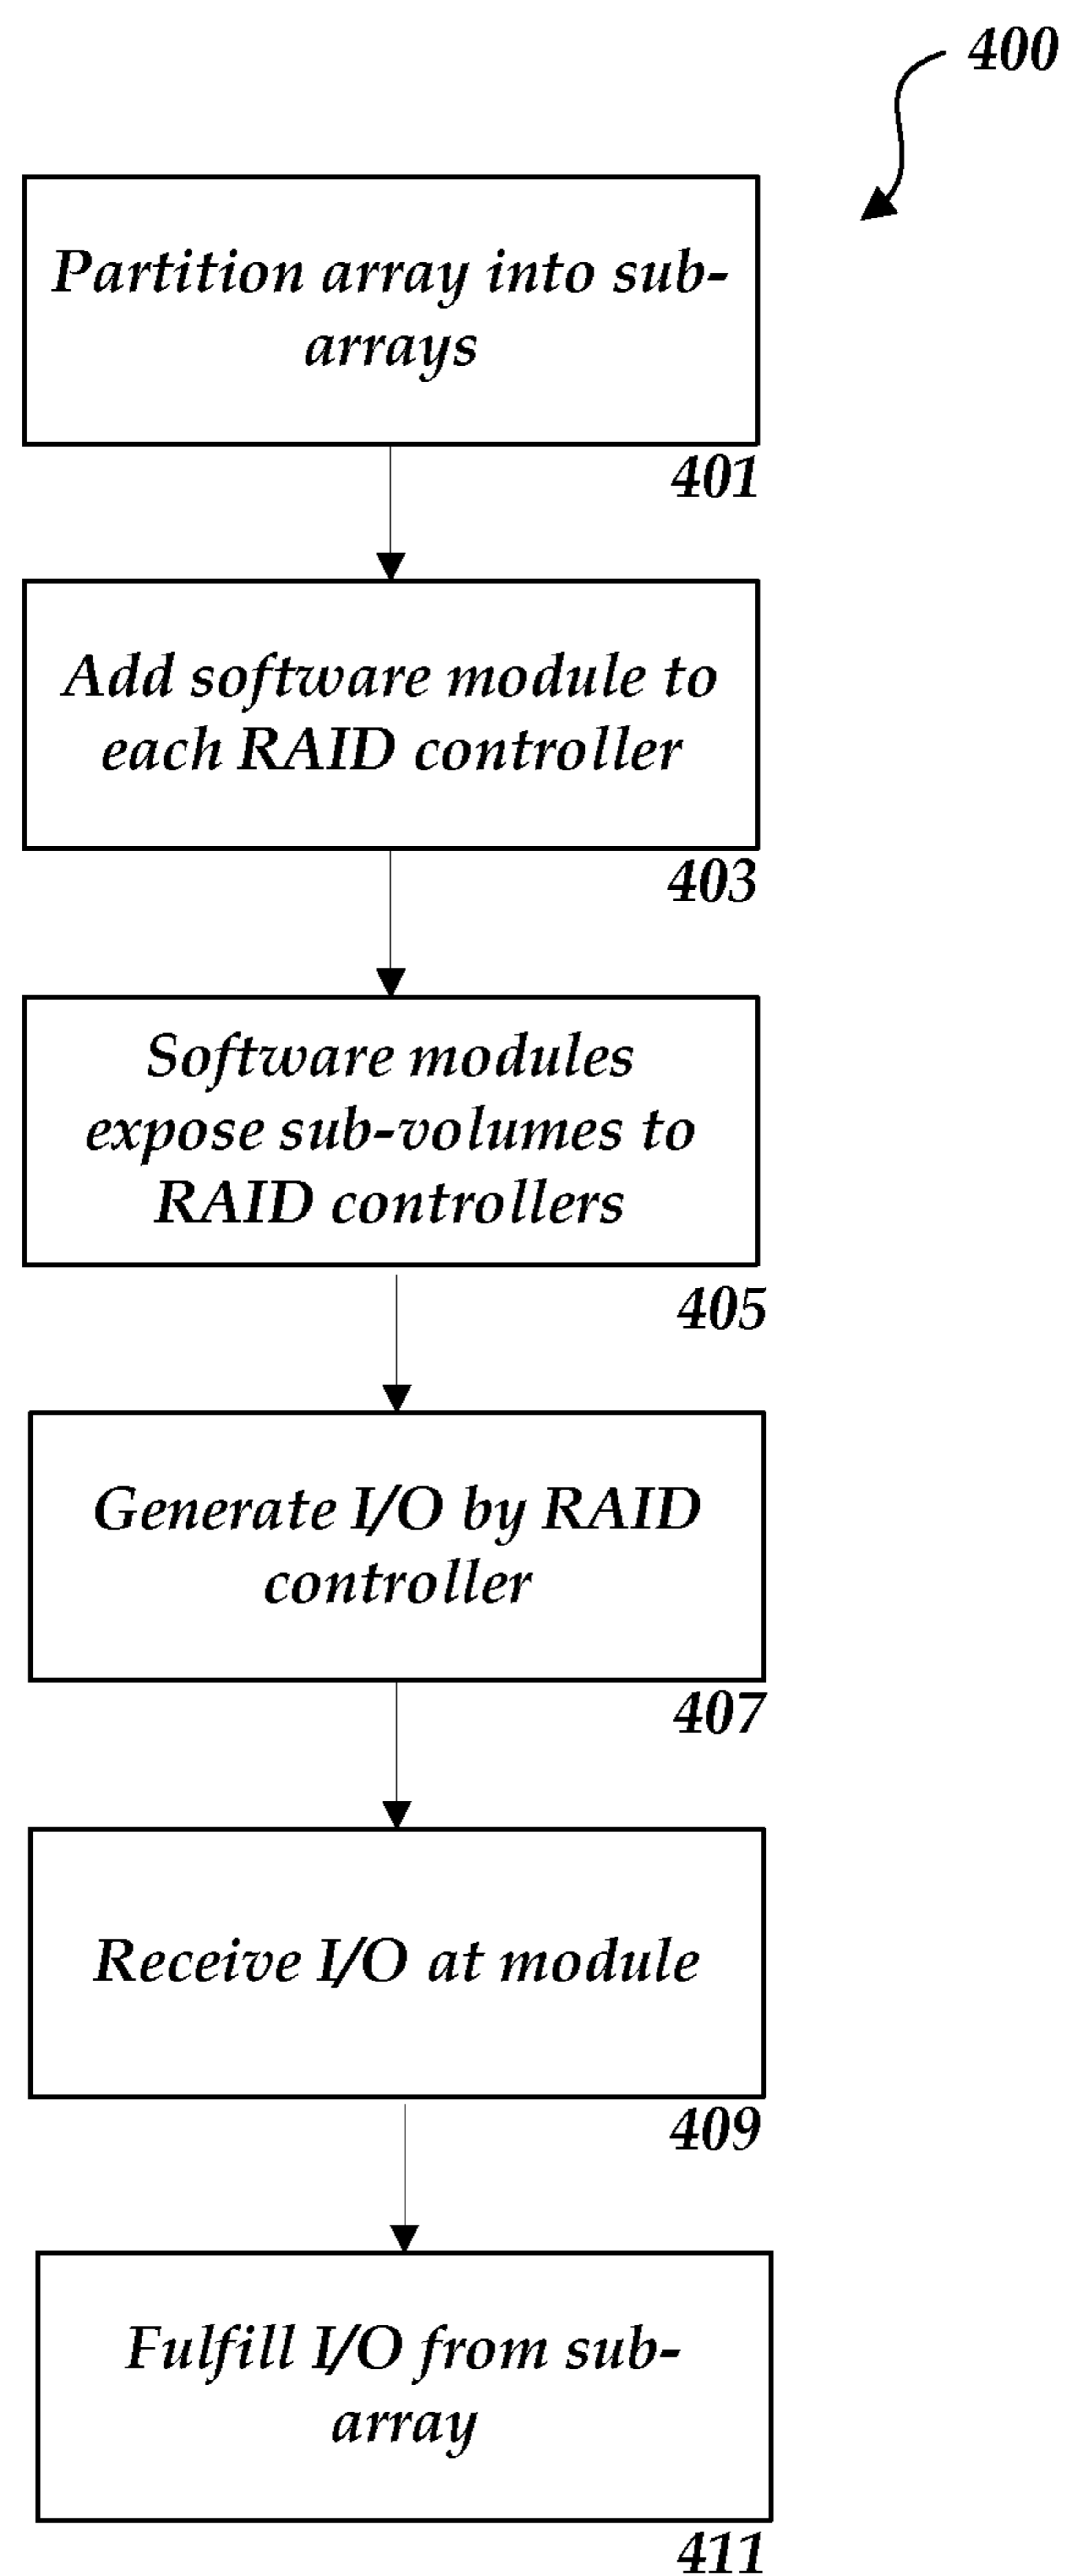 400
Partition array into sub-
arrays
401
Add software module to
each RAID controller
403
Software modules
expose sub-volumes to
RAID controllers
405
Generate I/O by RAID
controller
407
Receive I/O at module
409
Fulfill I/O from sub-
array
411